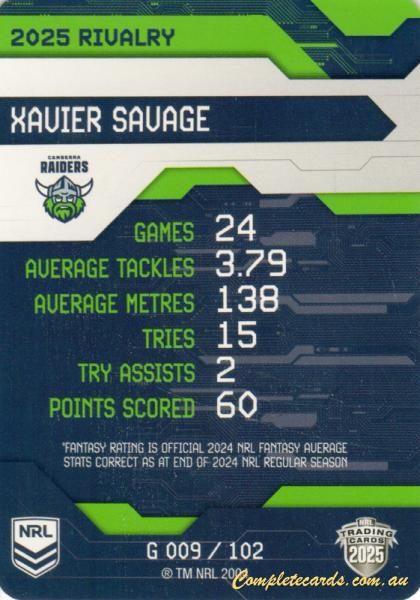 2025 RIVALRY
XAVIER SAVAGE
CANBERRA
RAIDERS
GAMES 24
AVERAGE TACKLES 3.79
AVERAGE METRES 138
TRIES 15
TRY ASSISTS 2
POINTS SCORED 60
*FANTASY RATING IS OFFICIAL 2024 NRL FANTASY AVERAGE
STATS CORRECT AS AT END OF 2024 NRL REGULAR SEASON
NRL
G 009 / 102
® TM NRL
NRL
TRADING
CARDS
2025
Completecards.com.au